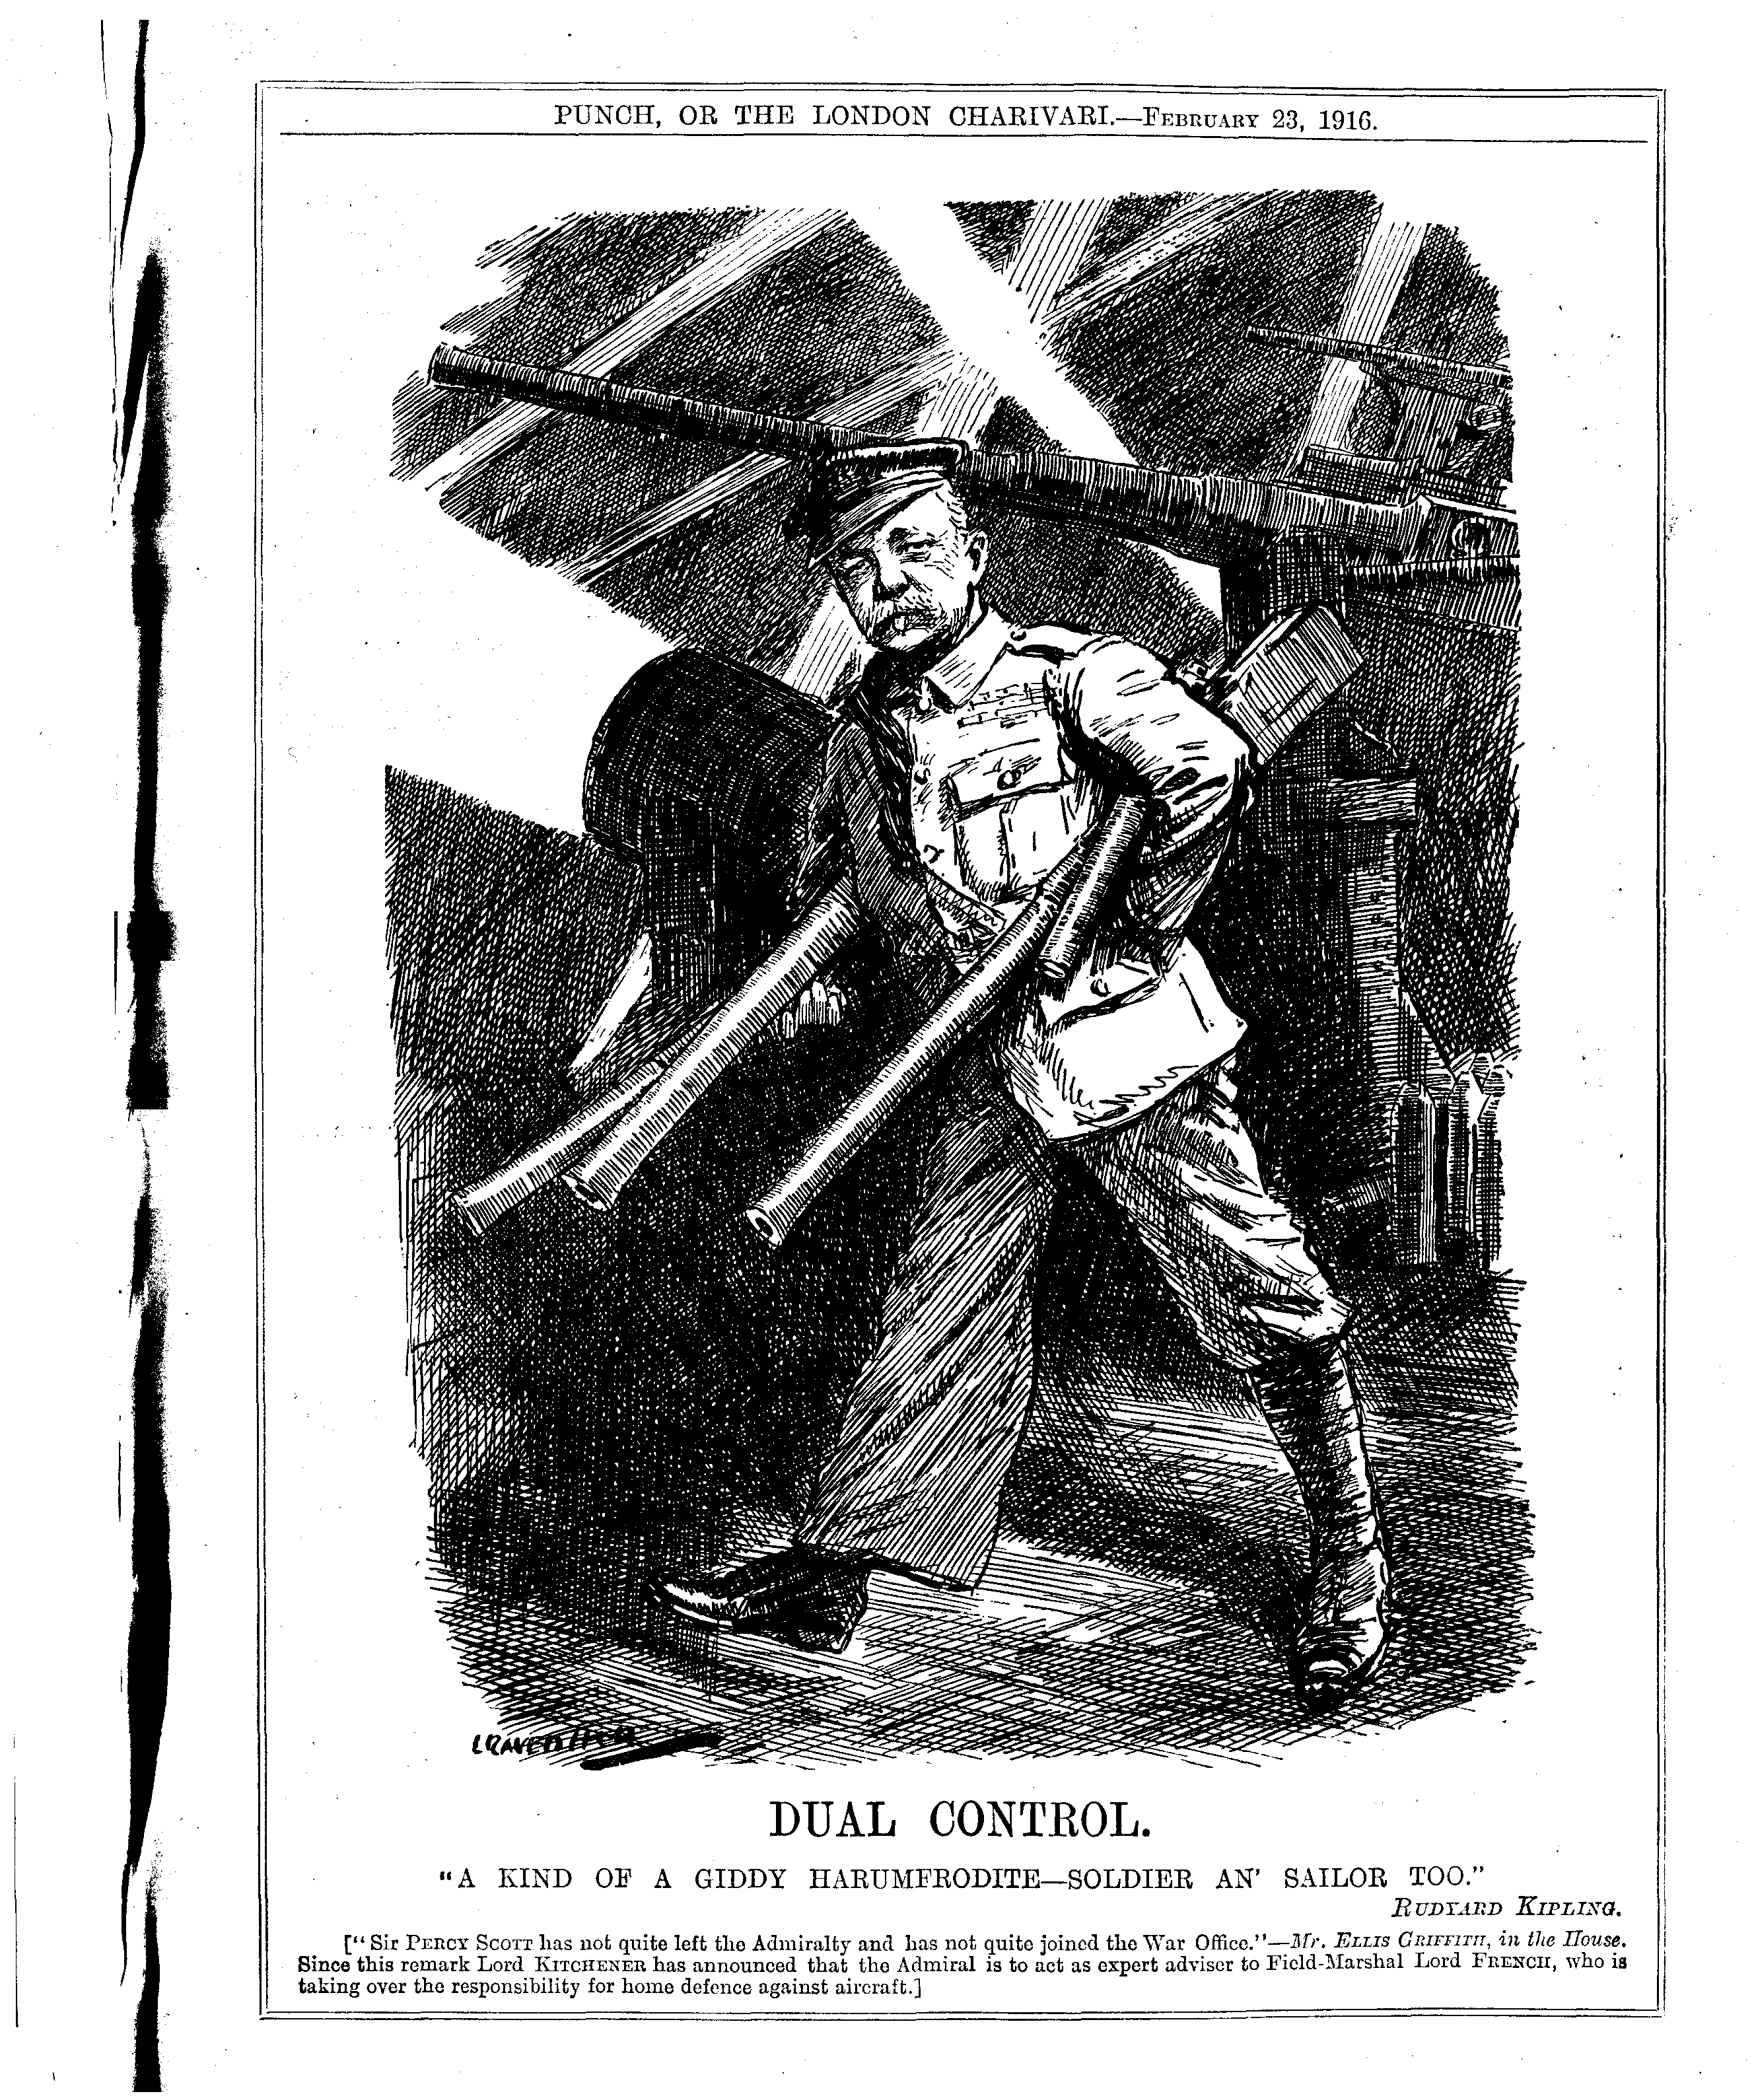 PUNCH, OR THE LONDON CHARIVARI.—FEBRUARY 23, 1916.
DUAL CONTROL.
"A KIND OF A GIDDY HARUMFRODITE—SOLDIER AN' SAILOR TOO."
RUDYARD KIPLING.
["Sir PERCY SCOTT has not quite left the Admiralty and has not quite joined the War Office."—Mr. ELLIS GRIFFITH, in the House.
Since this remark Lord KITCHENER has announced that the Admiral is to act as expert adviser to Field-Marshal Lord FRENCH, who is
taking over the responsibility for home defence against aircraft.]